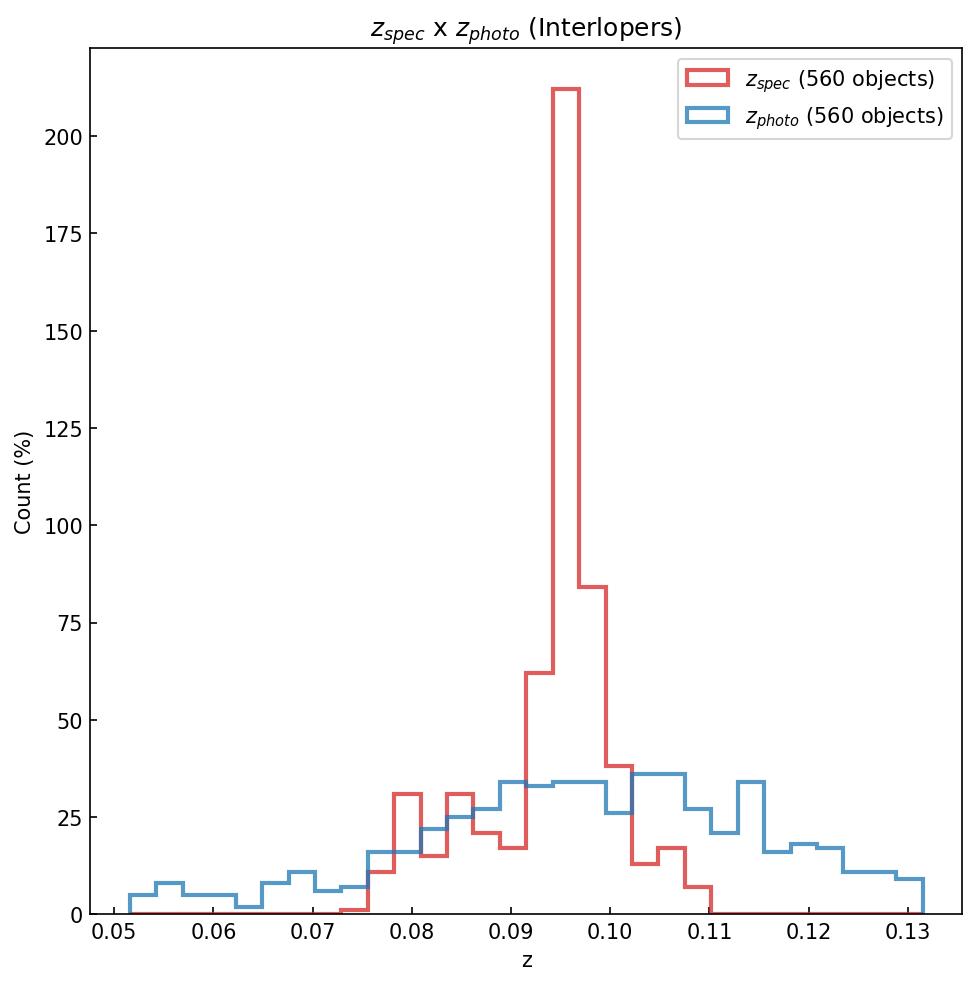 z_spec x z_photo (Interlopers)
z_spec (560 objects)
z_photo (560 objects)
Count (%)
200
175
150
125
100
75
50
25
0
0.05 0.06 0.07 0.08 0.09 0.10 0.11 0.12 0.13
z